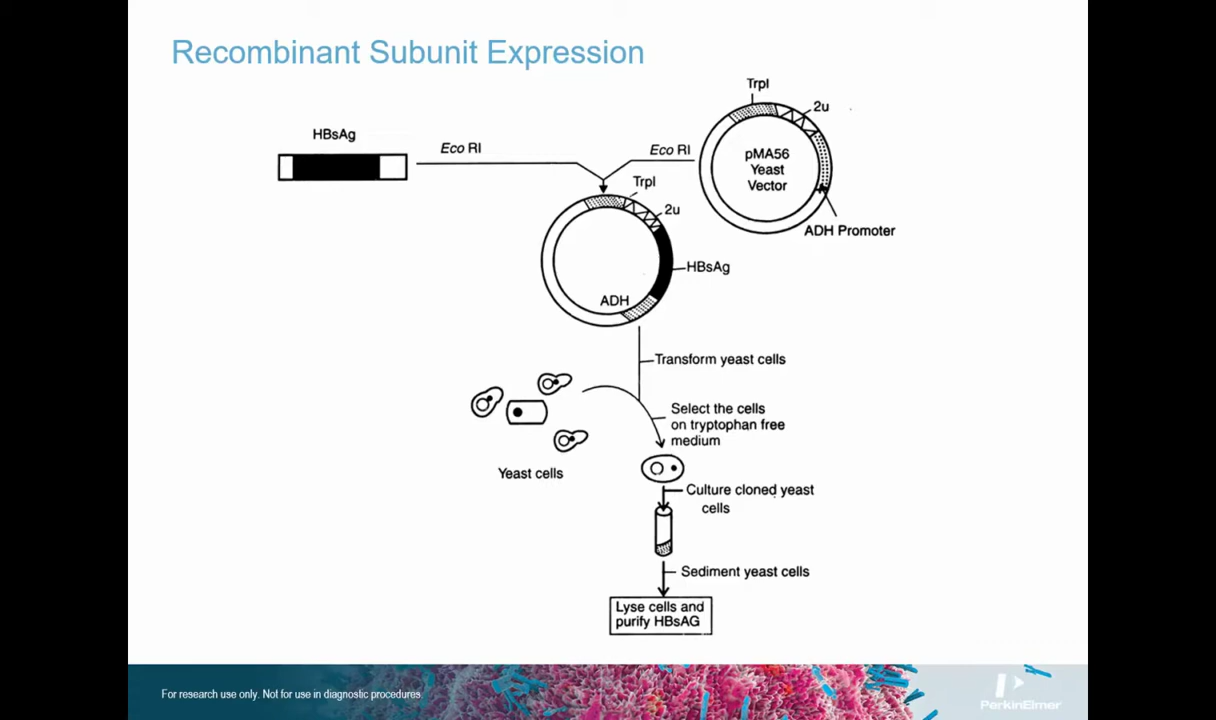 Recombinant Subunit Expression
HBsAg
Eco RI
Eco RI
TrpI
2u
pMA56
Yeast
Vector
ADH Promoter
TrpI
2u
HBsAg
ADH
Transform yeast cells
Select the cells
on tryptophan free
medium
Yeast cells
Culture cloned yeast
cells
Sediment yeast cells
Lyse cells and
purify HBsAG
For research use only. Not for use in diagnostic procedures
PerkinElmer